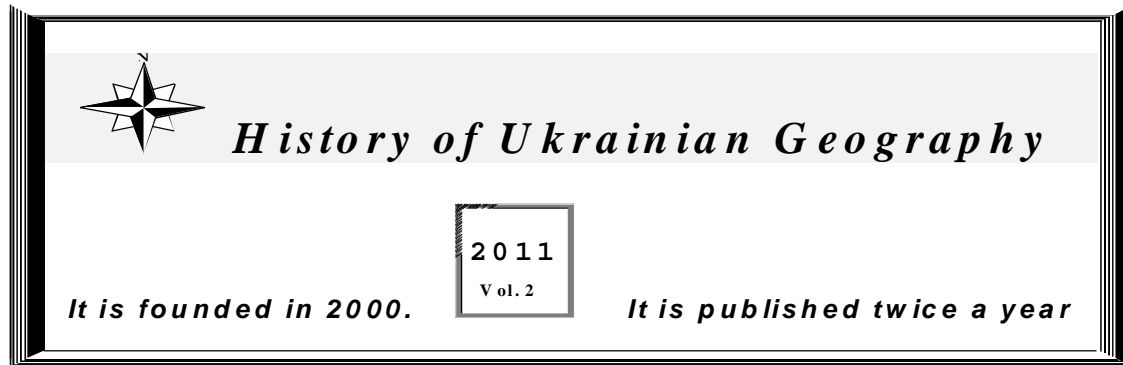 History of Ukrainian Geography
2011
Vol. 2
It is founded in 2000.
It is published twice a year